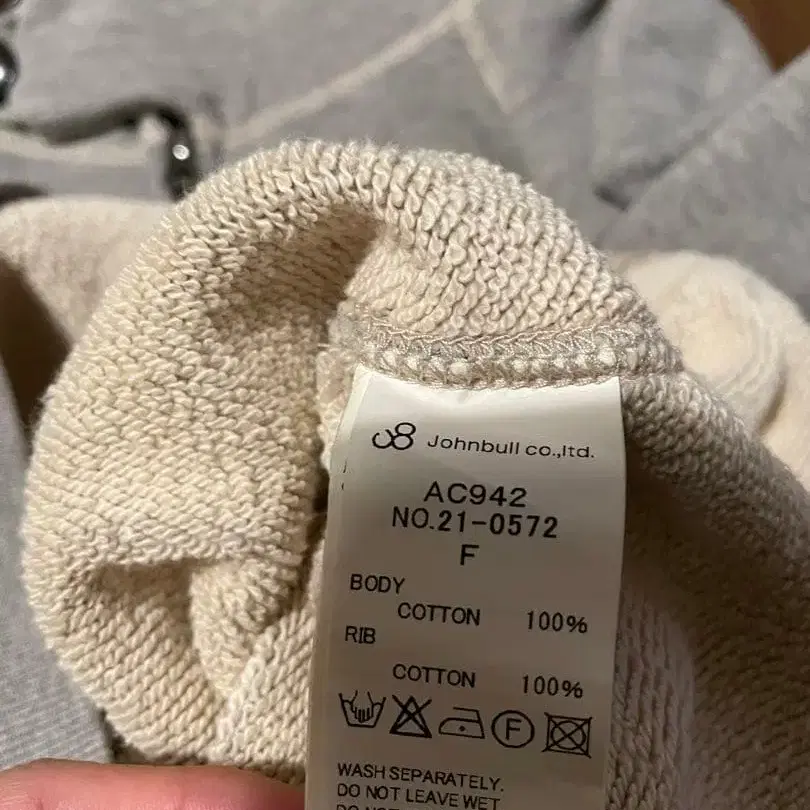 Johnbull co.,ltd.
AC942
NO.21-0572
F
BODY
COTTON 100%
RIB
COTTON 100%
F
WASH SEPARATELY.
DO NOT LEAVE WET